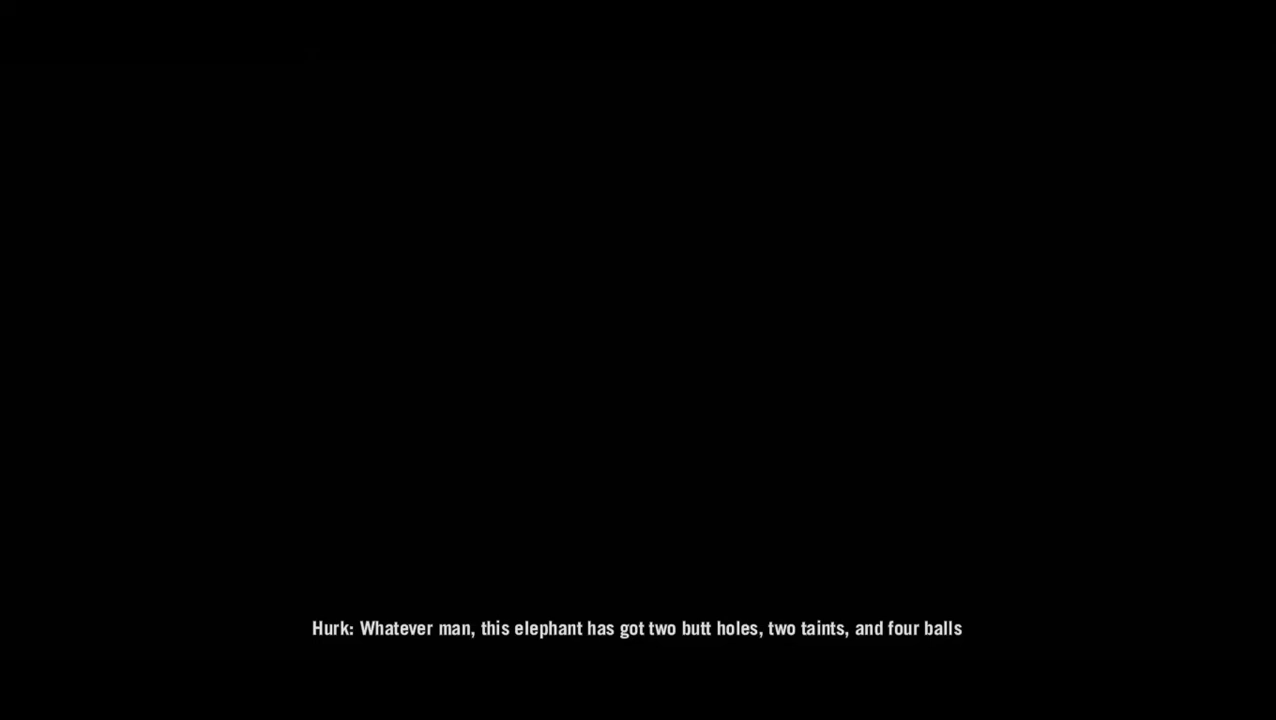 Hurk: Whatever man, this elephant has got two butt holes, two taints, and four balls